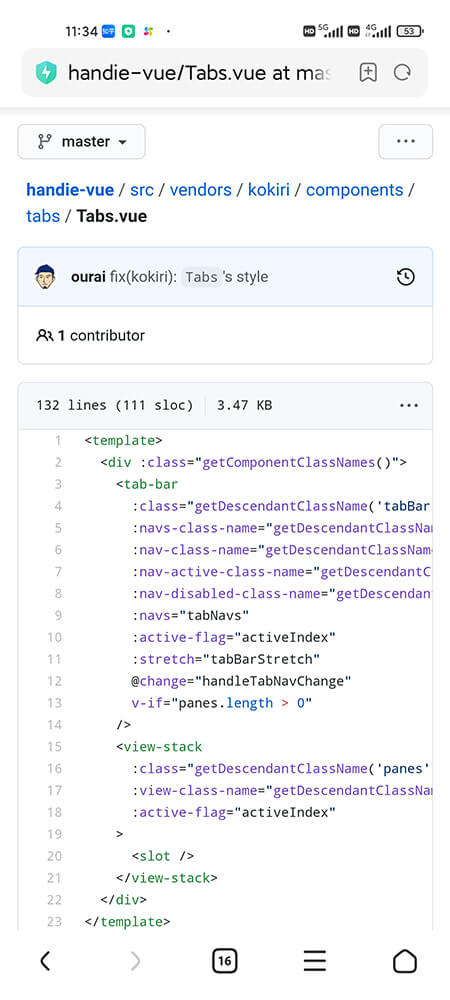 11:34 知乎 HD 5G HD 4G 53
handie-vue/Tabs.vue at mas
master
handie-vue / src / vendors / kokiri / components /
tabs / Tabs.vue
ourai fix(kokiri): Tabs's style
1 contributor
132 lines (111 sloc) 3.47 KB
1 <template>
2 <div :class="getComponentClassNames()">
3 <tab-bar
4 :class="getDescendantClassName('tabBar
5 :navs-class-name="getDescendantClassNa
6 :nav-class-name="getDescendantClassName
7 :nav-active-class-name="getDescendantC
8 :nav-disabled-class-name="getDescendan
9 :navs="tabNavs"
10 :active-flag="activeIndex"
11 :stretch="tabBarStretch"
12 @change="handleTabNavChange"
13 v-if="panes.length > 0"
14 />
15 <view-stack
16 :class="getDescendantClassName('panes'
17 :view-class-name="getDescendantClassNa
18 :active-flag="activeIndex"
19 >
20 <slot />
21 </view-stack>
22 </div>
23 </template>
16